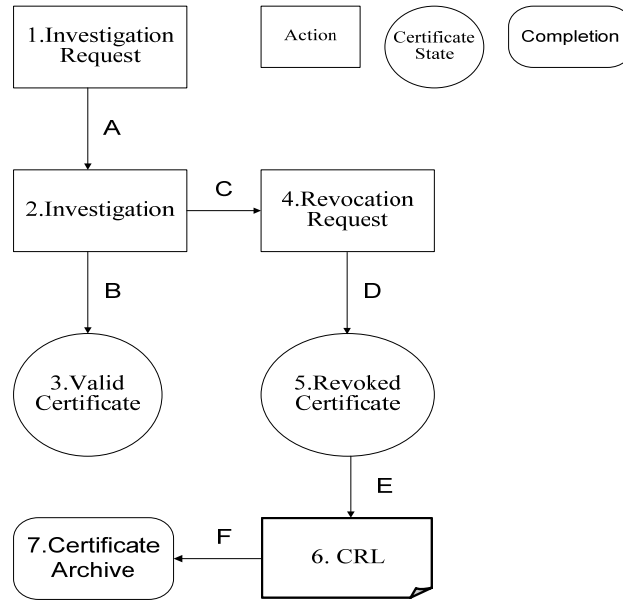 1.Investigation
Request
Action
Certificate
State
Completion
A
2.Investigation
C
4.Revocation
Request
B
D
3.Valid
Certificate
5.Revoked
Certificate
E
7.Certificate
Archive
F
6. CRL